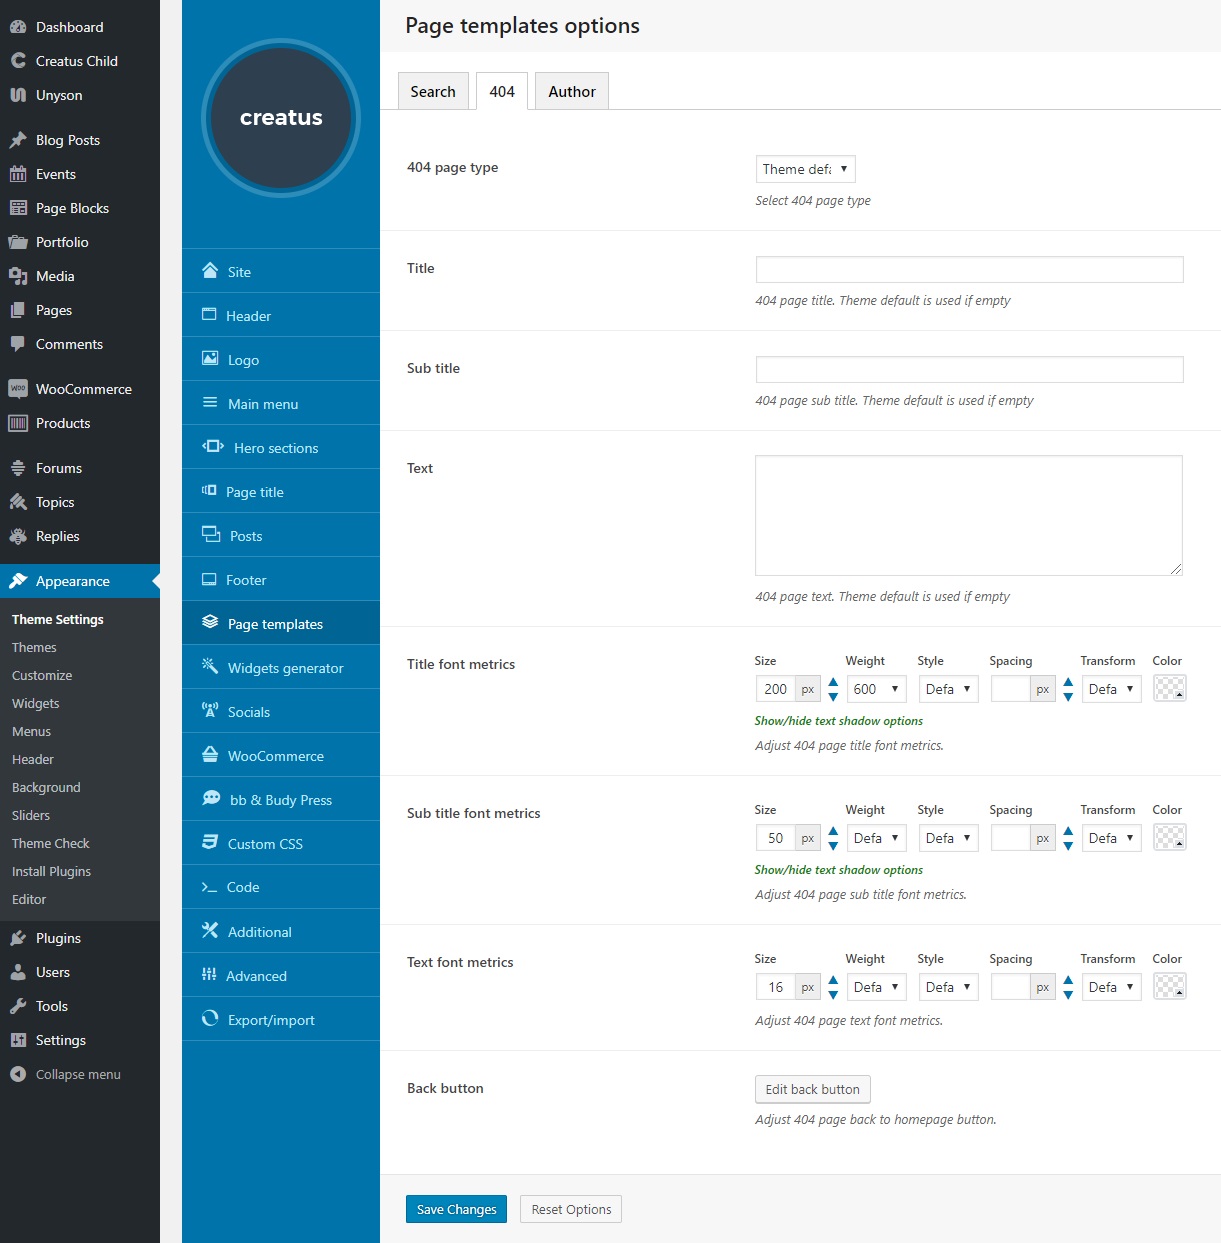 Dashboard
Creatus Child
Unyson
Blog Posts
Events
Page Blocks
Portfolio
Media
Pages
Comments
WooCommerce
Products
Forums
Topics
Replies
Appearance
Theme Settings
Themes
Customize
Widgets
Menus
Header
Background
Sliders
Theme Check
Install Plugins
Editor
Plugins
Users
Tools
Settings
Collapse menu
creatus
Site
Header
Logo
Main menu
Hero sections
Page title
Posts
Footer
Page templates
Widgets generator
Socials
WooCommerce
bb & Budy Press
Custom CSS
Code
Additional
Advanced
Export/import
Page templates options
Search 404 Author
404 page type
Theme defa
Select 404 page type
Title
404 page title. Theme default is used if empty
Sub title
404 page sub title. Theme default is used if empty
Text
404 page text. Theme default is used if empty
Title font metrics
Size Weight Style Spacing Transform Color
200 px 600 Defa px Defa
Show/hide text shadow options
Adjust 404 page title font metrics.
Sub title font metrics
Size Weight Style Spacing Transform Color
50 px Defa Defa px Defa
Show/hide text shadow options
Adjust 404 page sub title font metrics.
Text font metrics
Size Weight Style Spacing Transform Color
16 px Defa Defa px Defa
Adjust 404 page text font metrics.
Back button
Edit back button
Adjust 404 page back to homepage button.
Save Changes Reset Options